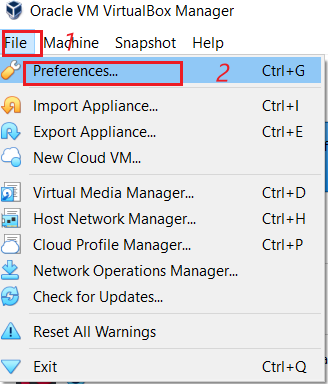 Oracle VM VirtualBox Manager
File 1 Machine Snapshot Help
Preferences... 2 Ctrl+G
Import Appliance... Ctrl+I
Export Appliance... Ctrl+E
New Cloud VM...
Virtual Media Manager... Ctrl+D
Host Network Manager... Ctrl+H
Cloud Profile Manager... Ctrl+P
Network Operations Manager...
Check for Updates...
Reset All Warnings
Exit Ctrl+Q